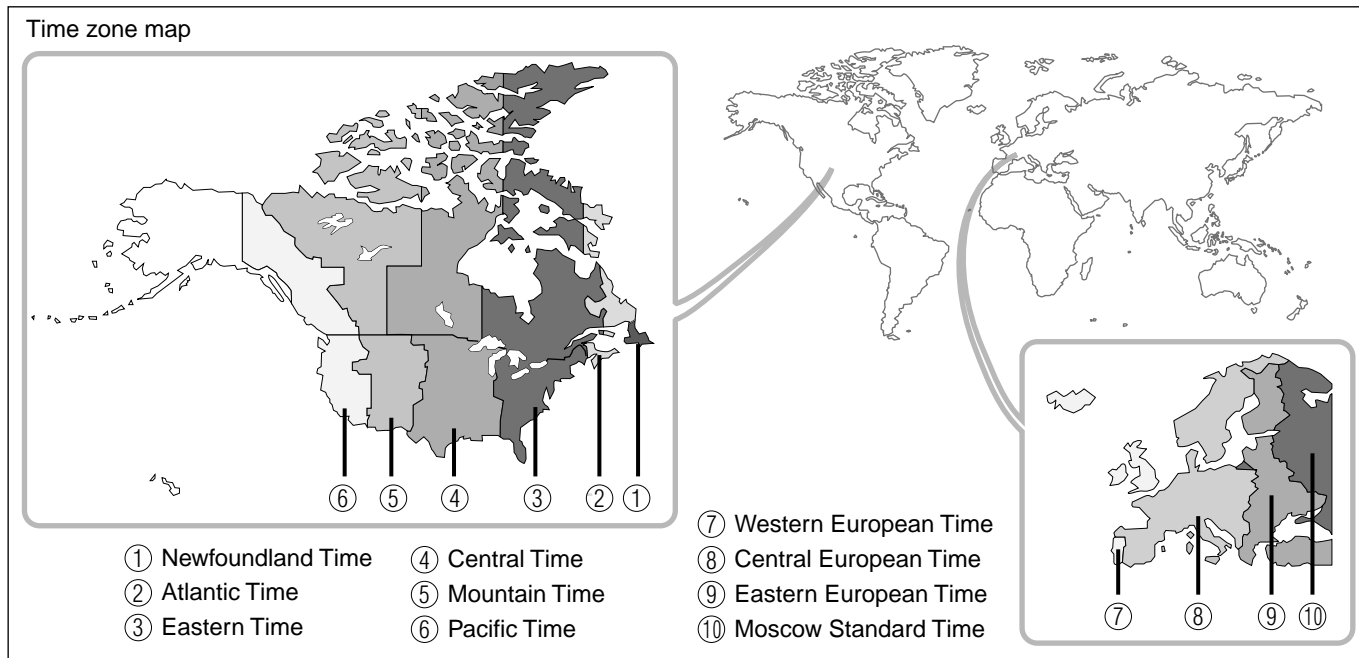 Time zone map
⑥ ⑤ ④ ③ ② ①
① Newfoundland Time
② Atlantic Time
③ Eastern Time
④ Central Time
⑤ Mountain Time
⑥ Pacific Time
⑦ Western European Time
⑧ Central European Time
⑨ Eastern European Time
⑩ Moscow Standard Time
⑦ ⑧ ⑨ ⑩